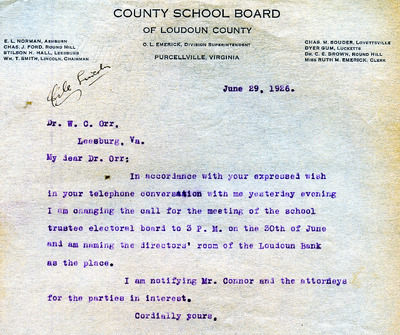 COUNTY SCHOOL BOARD
OF LOUDOUN COUNTY
O. L. EMERICK, DIVISION SUPERINTENDENT
PURCELLVILLE, VIRGINIA
E. L. NORMAN, ASHBURN
CHAS. J. FORD, ROUND HILL
STILSON H. HALL, LEESBURG
WM. T. SMITH, LINCOLN, CHAIRMAN
CHAS. M. SOUDER, LOVETTSVILLE
DYER GUM, LUCKETTS
DR. C. E. BROWN, ROUND HILL
MISS RUTH M. EMERICK, CLERK
File
June 29, 1926.
Dr. W. C. Orr,
Leesburg, Va.
My dear Dr. Orr:
In accordance with your expressed wish
in your telephone conversation with me yesterday evening
I am changing the call for the meeting of the school
trustee electoral board to 3 P. M. on the 30th of June
and am naming the directors' room of the Loudoun Bank
as the place.
I am notifying Mr. Connor and the attorneys
for the parties in interest.
Cordially yours,